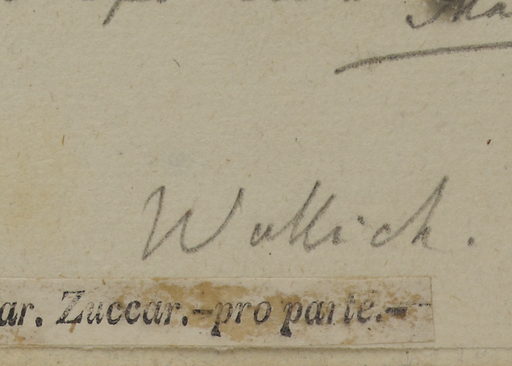 Wallich.
ar. Zuccar.-pro parte.-